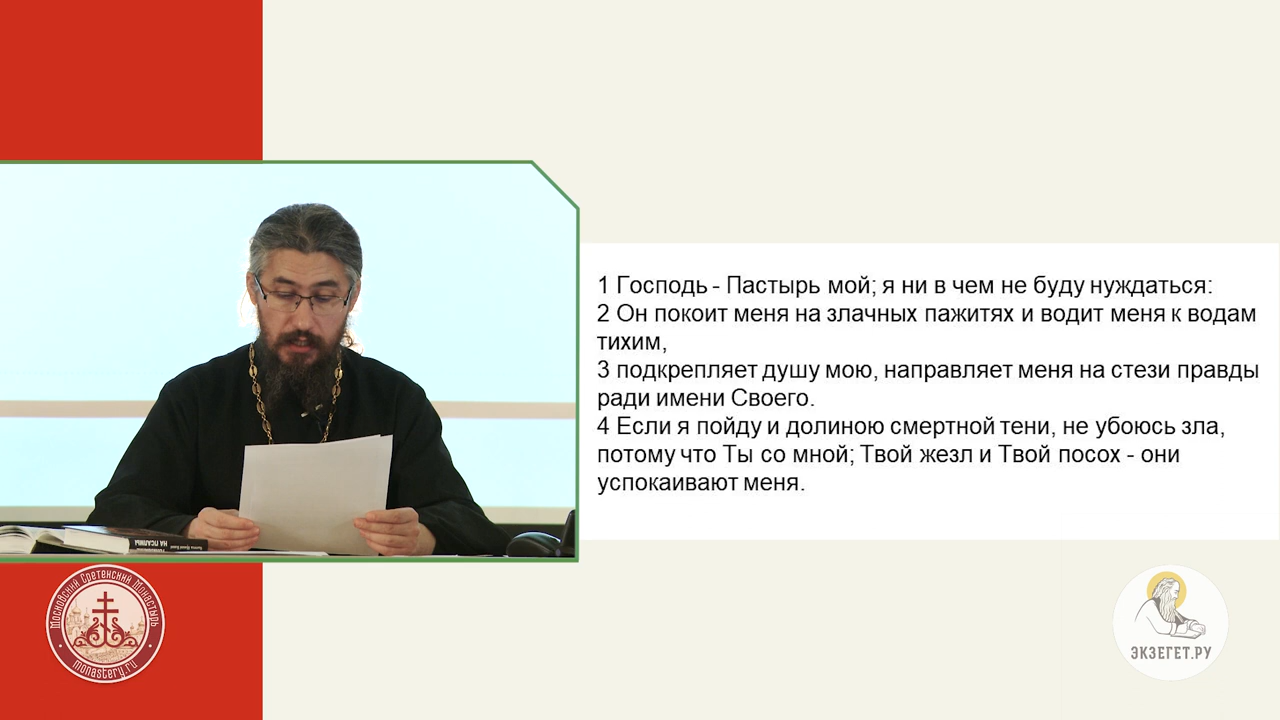 1 Господь - Пастырь мой; я ни в чем не буду нуждаться:
2 Он покоит меня на злачных пажитях и водит меня к водам
тихим,
3 подкрепляет душу мою, направляет меня на стези правды
ради имени Своего.
4 Если я пойду и долиною смертной тени, не убоюсь зла,
потому что Ты со мной; Твой жезл и Твой посох - они
успокаивают меня.
НА ПСАЛМЫ
Московский Сретенский Монастырь
monastery.ru
ЭКЗЕГЕТ.РУ